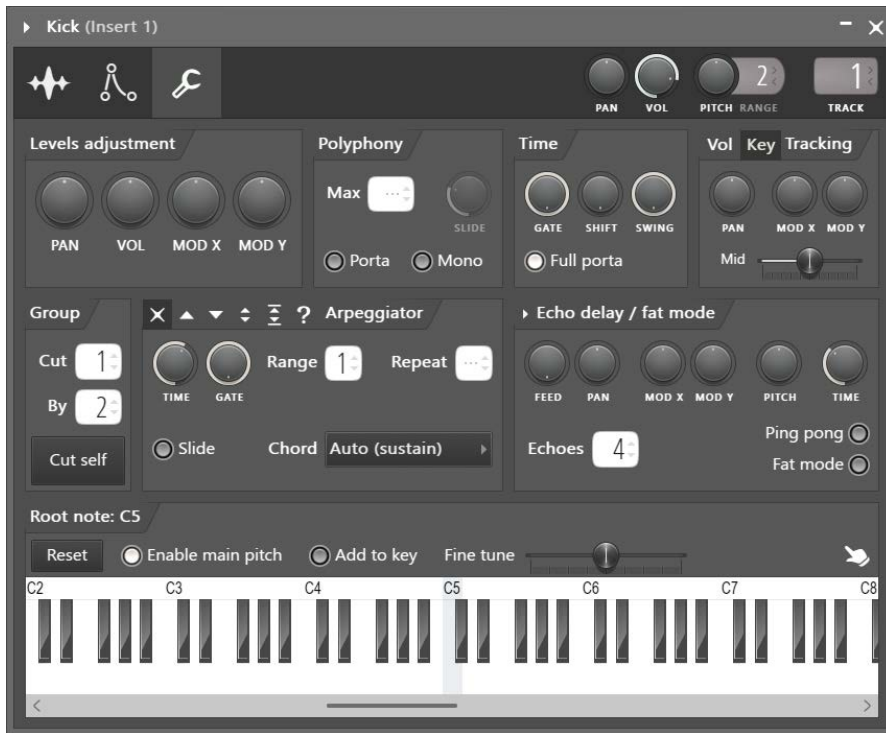 Kick (Insert 1)
2
1
PAN VOL PITCH RANGE TRACK
Levels adjustment
PAN VOL MOD X MOD Y
Polyphony
Max ---
SLIDE
Porta Mono
Time
GATE SHIFT SWING
Full porta
Vol Key Tracking
PAN MOD X MOD Y
Mid
Group
Cut 1
By 2
Cut self
? Arpeggiator
TIME GATE
Range 1 Repeat ---
Slide
Chord Auto (sustain)
Echo delay / fat mode
FEED PAN MOD X MOD Y PITCH TIME
Echoes 4
Ping pong
Fat mode
Root note: C5
Reset Enable main pitch Add to key Fine tune
C2 C3 C4 C5 C6 C7 C8